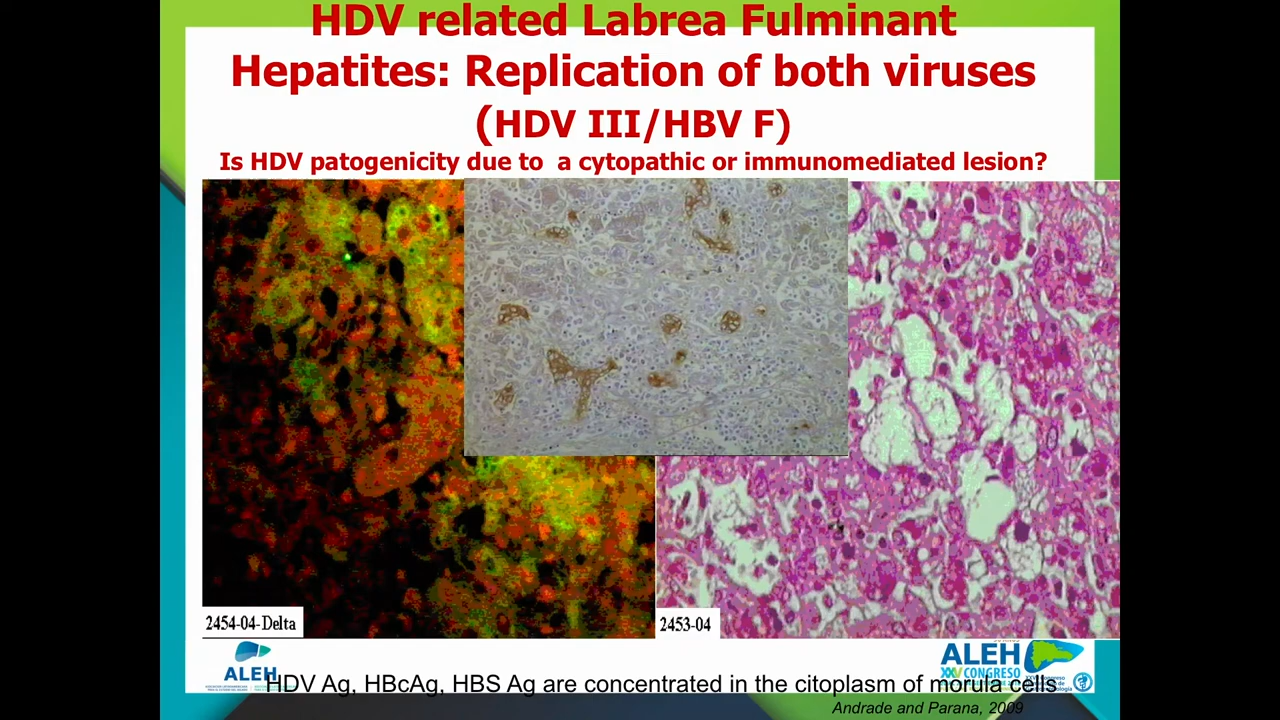 HDV related Labrea Fulminant
Hepatites: Replication of both viruses
(HDV III/HBV F)
Is HDV patogenicity due to a cytopathic or immunomediated lesion?
2454-04-Delta
2453-04
ALEH
ALEH
XXV CONGRESO
HDV Ag, HBcAg, HBS Ag are concentrated in the citoplasm of morula cells
Andrade and Parana, 2009